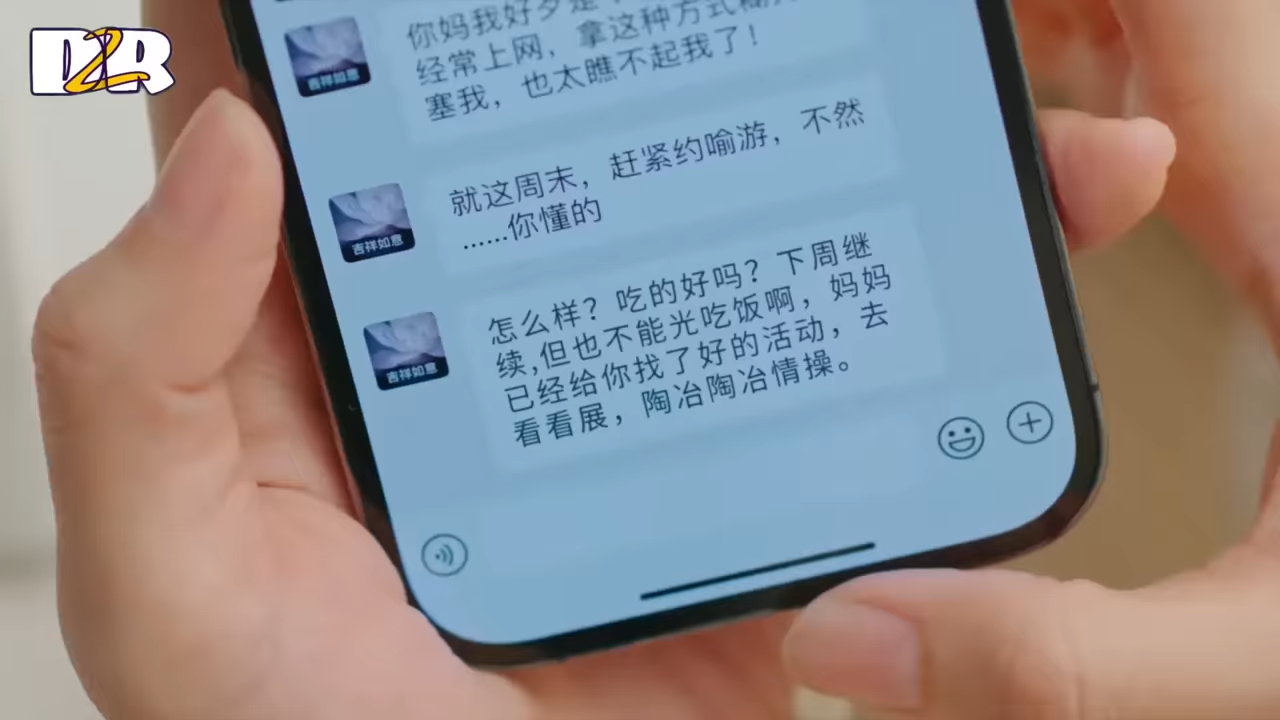 D2R
你妈我好歹是
经常上网，拿这种方式糊
塞我，也太瞧不起我了！
吉祥如意
就这周末，赶紧约喻游，不然
......你懂的
吉祥如意
怎么样？吃的好吗？下周继
续,但也不能光吃饭啊，妈妈
已经给你找了好的活动，去
看看展，陶冶陶冶情操。
吉祥如意